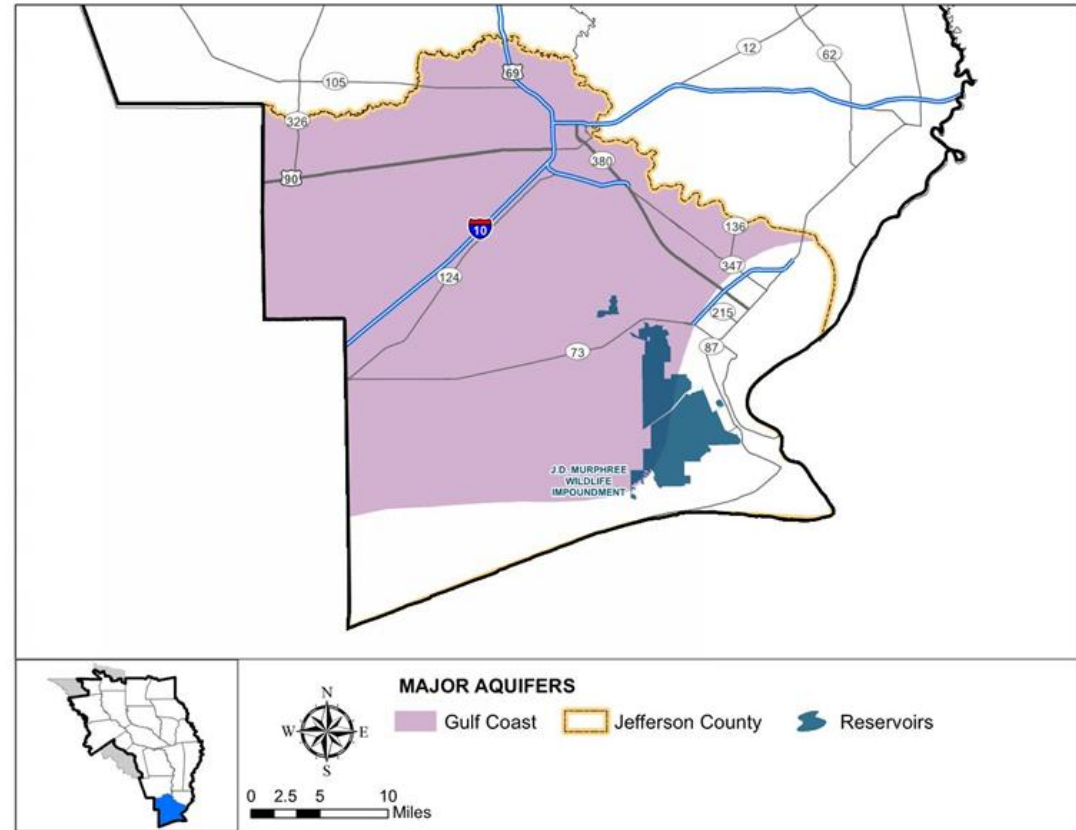 12
62
69
105
326
380
90
136
10
347
124
215
87
73
J.D. MURPHREE
WILDLIFE
IMPOUNDMENT
MAJOR AQUIFERS
Gulf Coast
Jefferson County
Reservoirs
N
W E
S
0 2.5 5 10
Miles